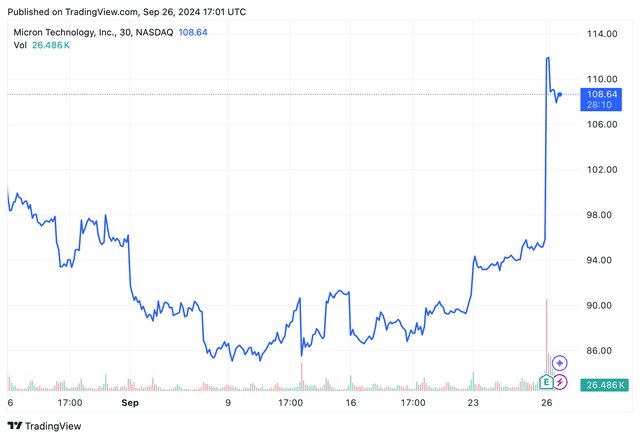 Published on TradingView.com, Sep 26, 2024 17:01 UTC
Micron Technology, Inc., 30, NASDAQ 108.64
Vol 26.486K
114.00
110.00
108.64
28:10
106.00
102.00
98.00
94.00
90.00
86.00
E
26.486K
6 17:00 Sep 9 17:00 16 17:00 23 26
TradingView